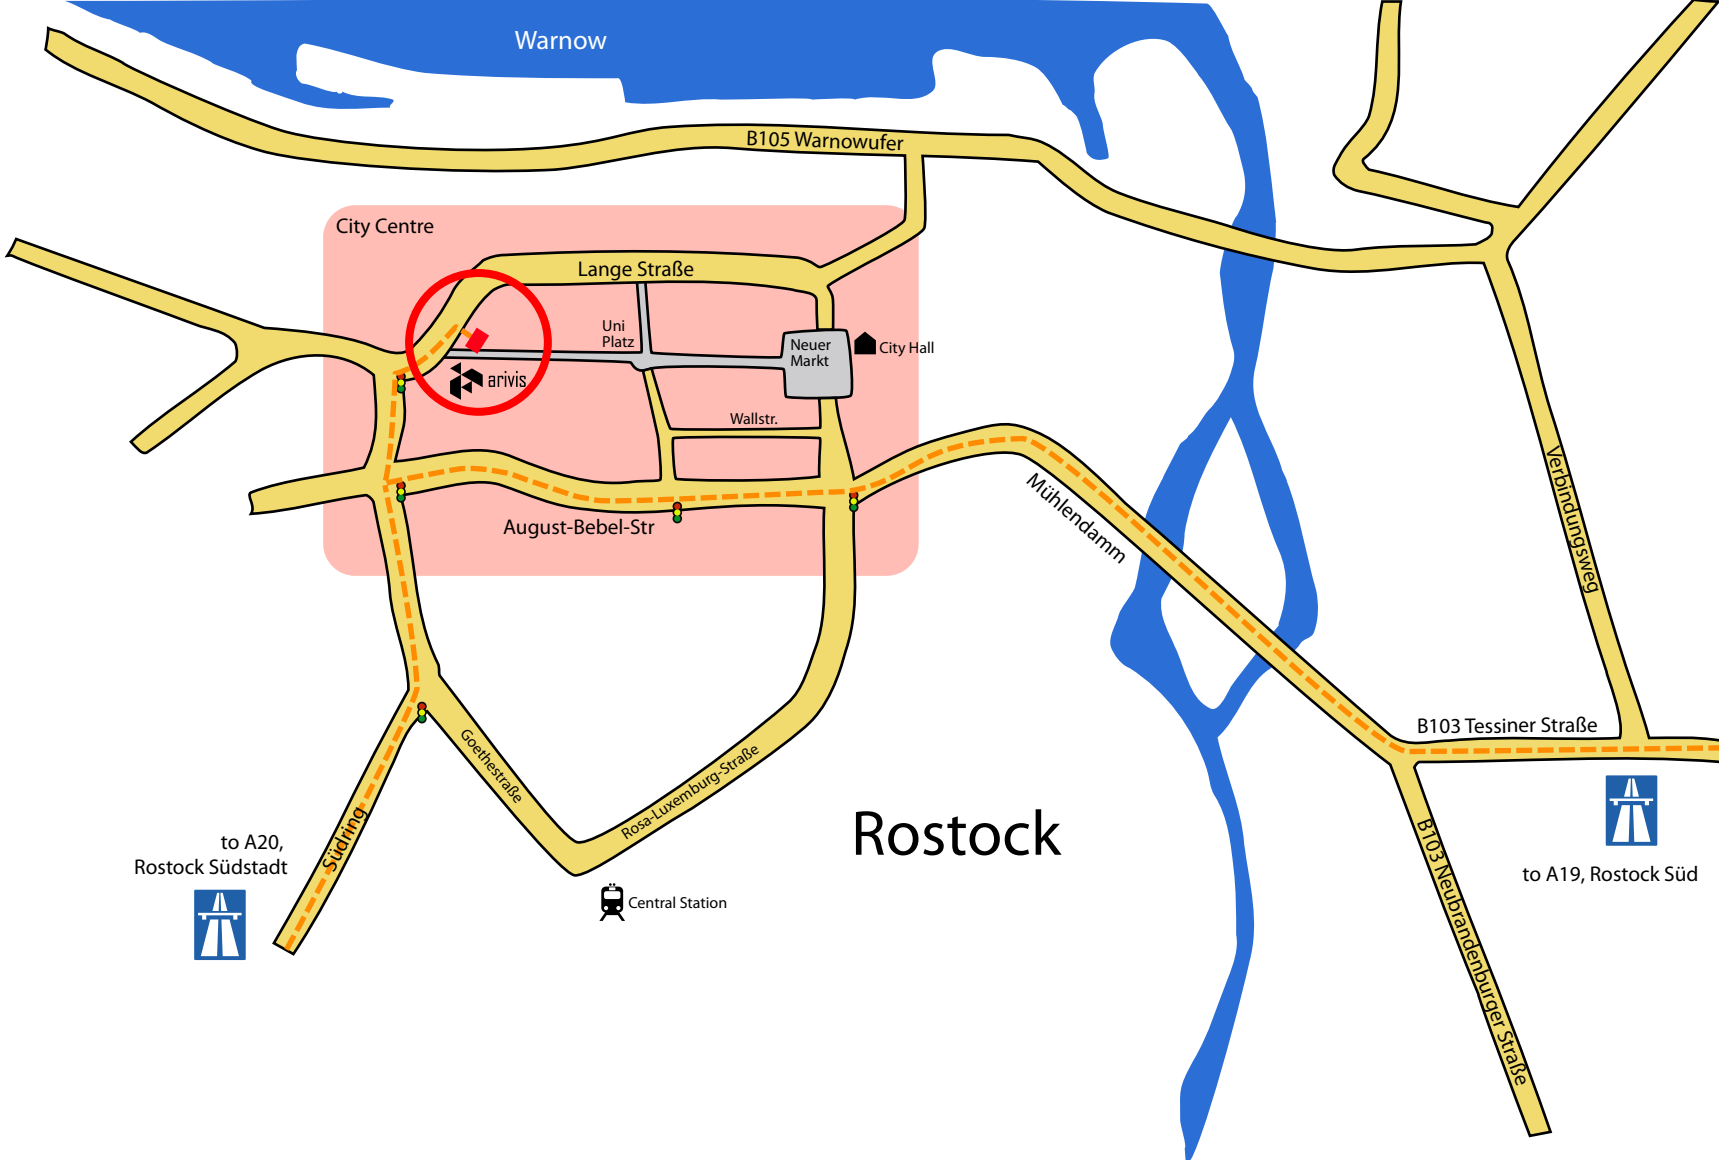 Warnow
B105 Warnowufer
City Centre
Lange Straße
Uni
Platz
Neuer
Markt
City Hall
arivis
Wallstr.
August-Bebel-Str
Mühlendamm
Verbindungsweg
B103 Tessiner Straße
Goethestraße
Rosa-Luxemburg-Straße
Rostock
Südring
to A20,
Rostock Südstadt
Central Station
B103 Neubrandenburger Straße
to A19, Rostock Süd